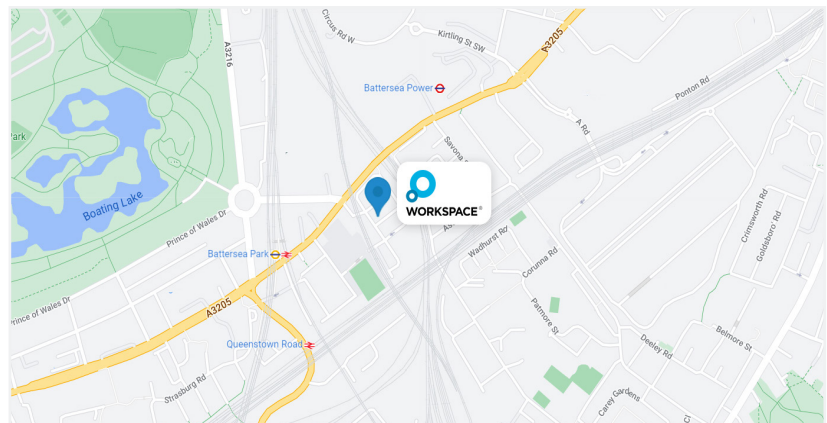 Circus Rd W
Kirtling St SW
A3205
A3216
Battersea Power
Ponton Rd
A Rd
Savona
ark
WORKSPACE®
Boating Lake
Prince of Wales Dr
Wadhurst Rd
Crimsworth Rd
Goldsboro' Rd
Battersea Park
Corunna Rd
rince of Wales Dr
A3205
Patmore St
Queenstown Road
Deeley Rd
Belmore St
Strasburg Rd
Carey Gardens